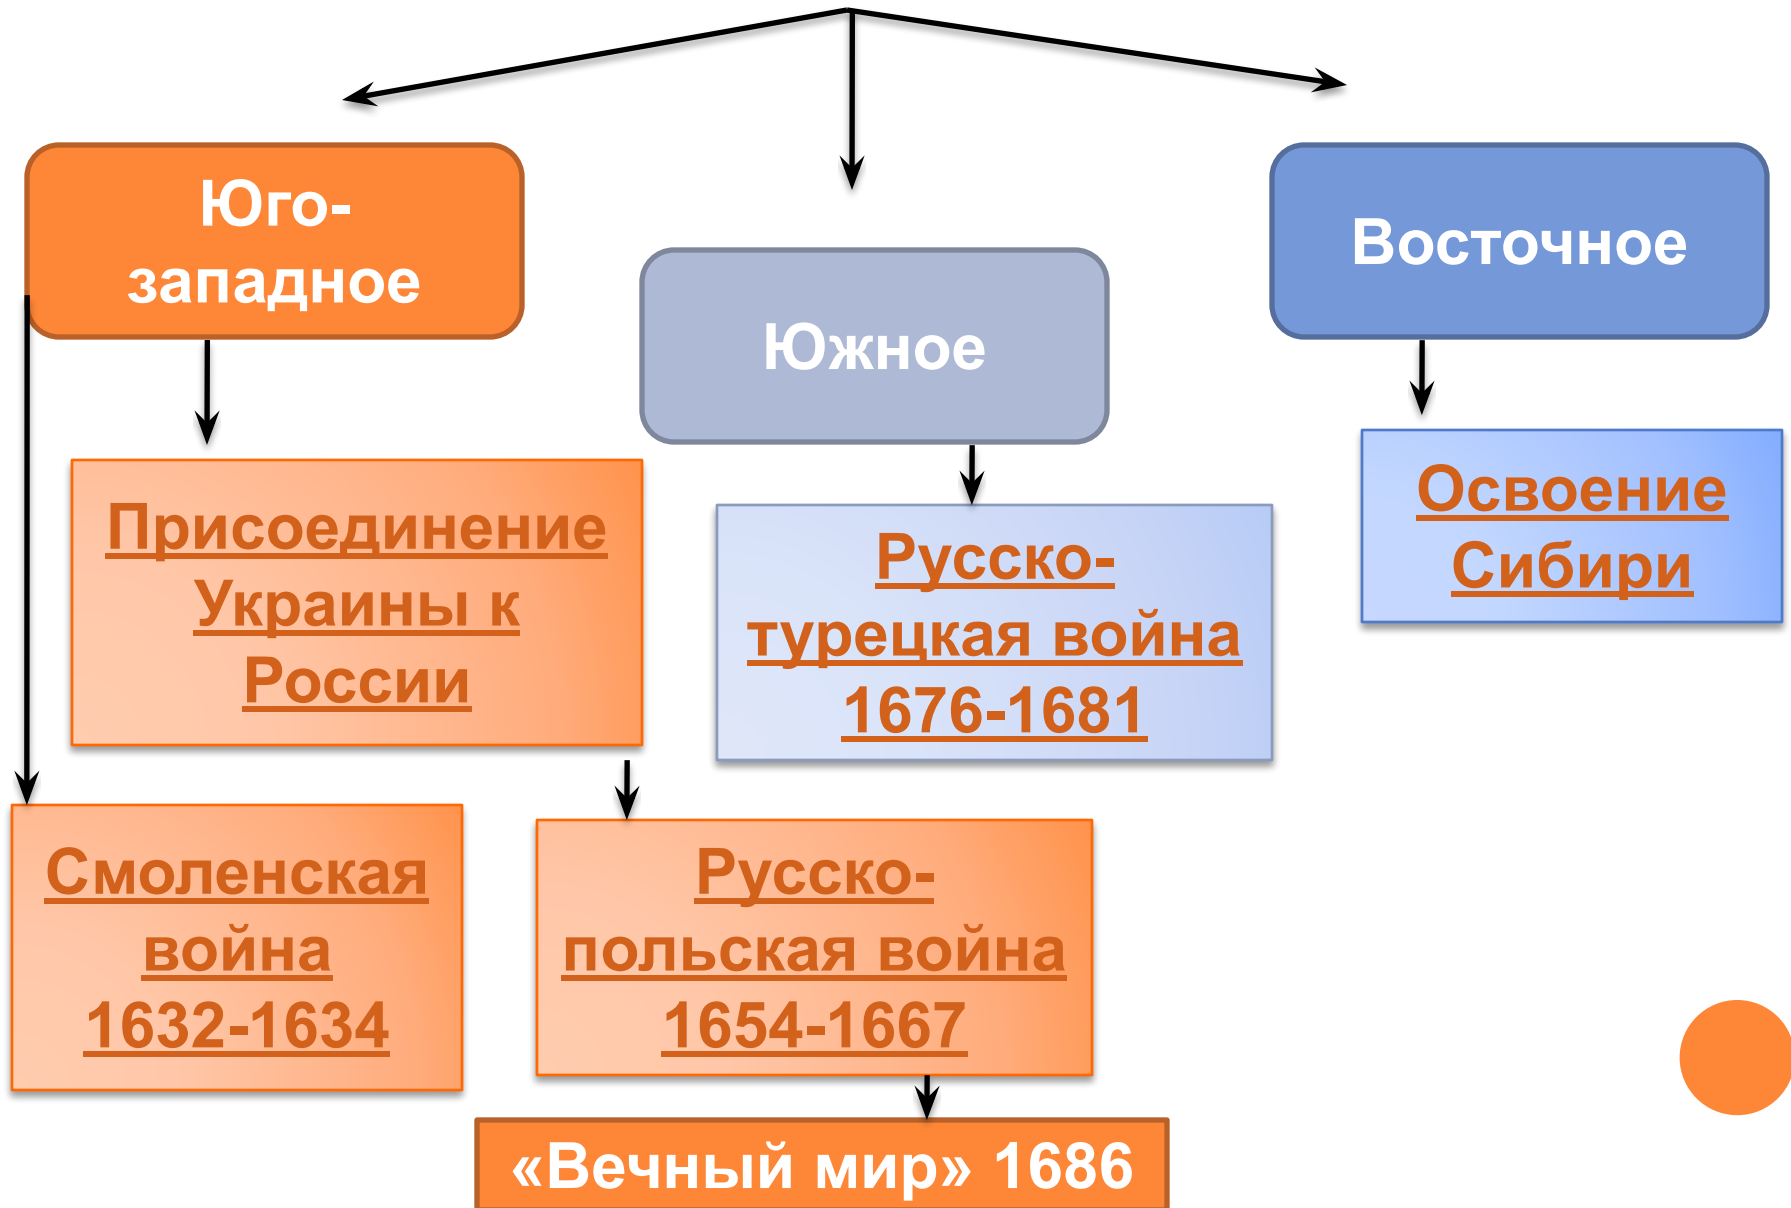 Юго-
западное
Южное
Восточное
Присоединение
Украины к
России
Русско-
турецкая война
1676-1681
Освоение
Сибири
Смоленская
война
1632-1634
Русско-
польская война
1654-1667
«Вечный мир» 1686